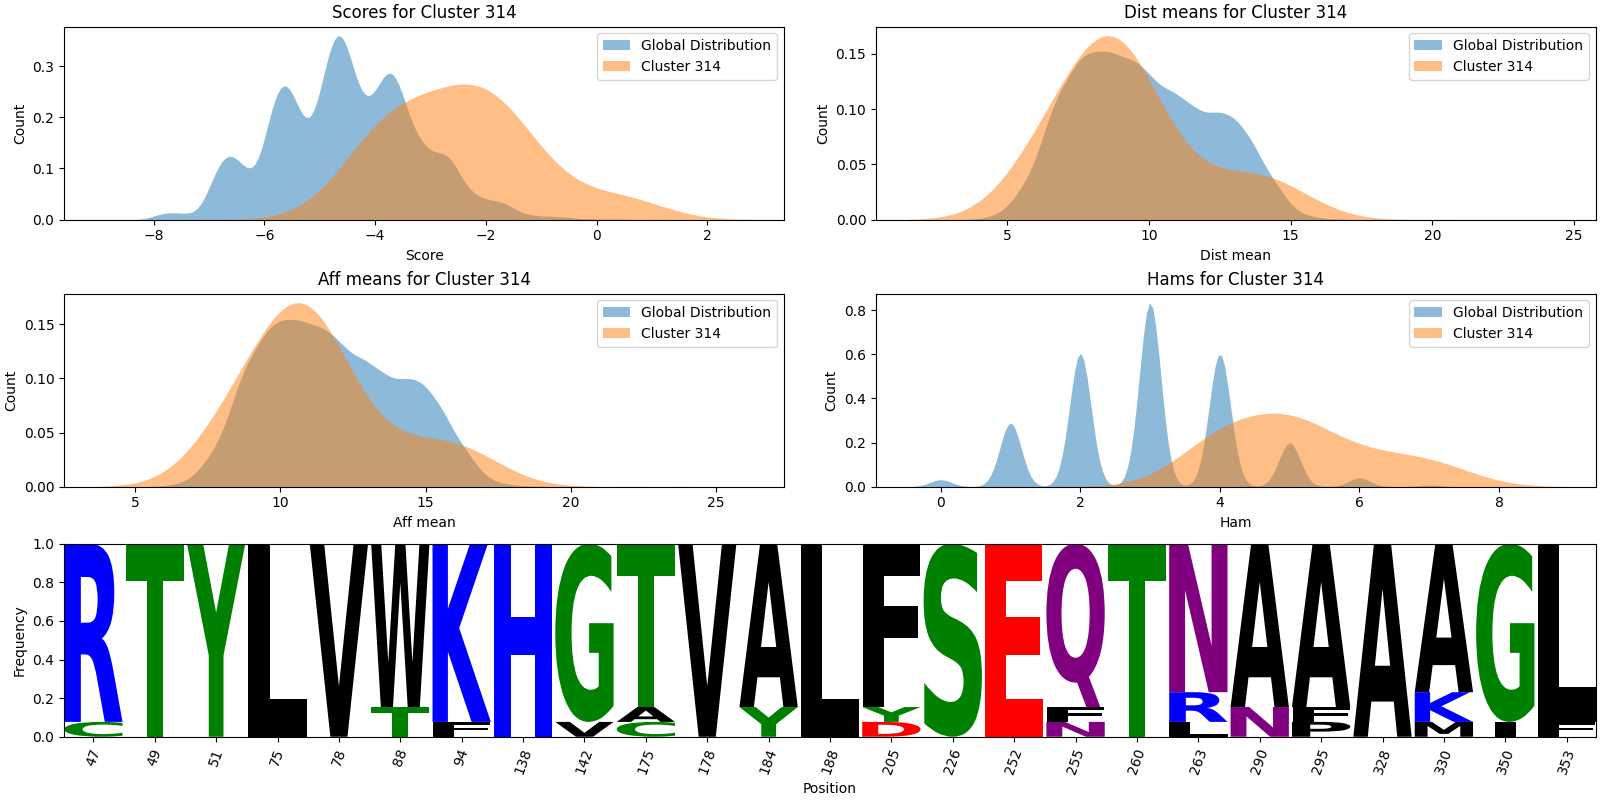 Scores for Cluster 314
Count
0.3
0.2
0.1
0.0
Global Distribution
Cluster 314
−8 −6 −4 −2 0 2
Score
Dist means for Cluster 314
Count
0.15
0.10
0.05
0.00
Global Distribution
Cluster 314
5 10 15 20 25
Dist mean
Aff means for Cluster 314
Count
0.15
0.10
0.05
0.00
Global Distribution
Cluster 314
5 10 15 20 25
Aff mean
Hams for Cluster 314
Count
0.8
0.6
0.4
0.2
0.0
Global Distribution
Cluster 314
0 2 4 6 8
Ham
Frequency
1.0
0.8
0.6
0.4
0.2
0.0
R T Y L V W K H G T V A L F S E Q T N A A A A G L
T A Y Y R K
C V C D N L N D M
47 49 51 75 78 88 94 138 142 175 178 184 188 205 226 252 255 260 263 290 295 328 330 350 353
Position